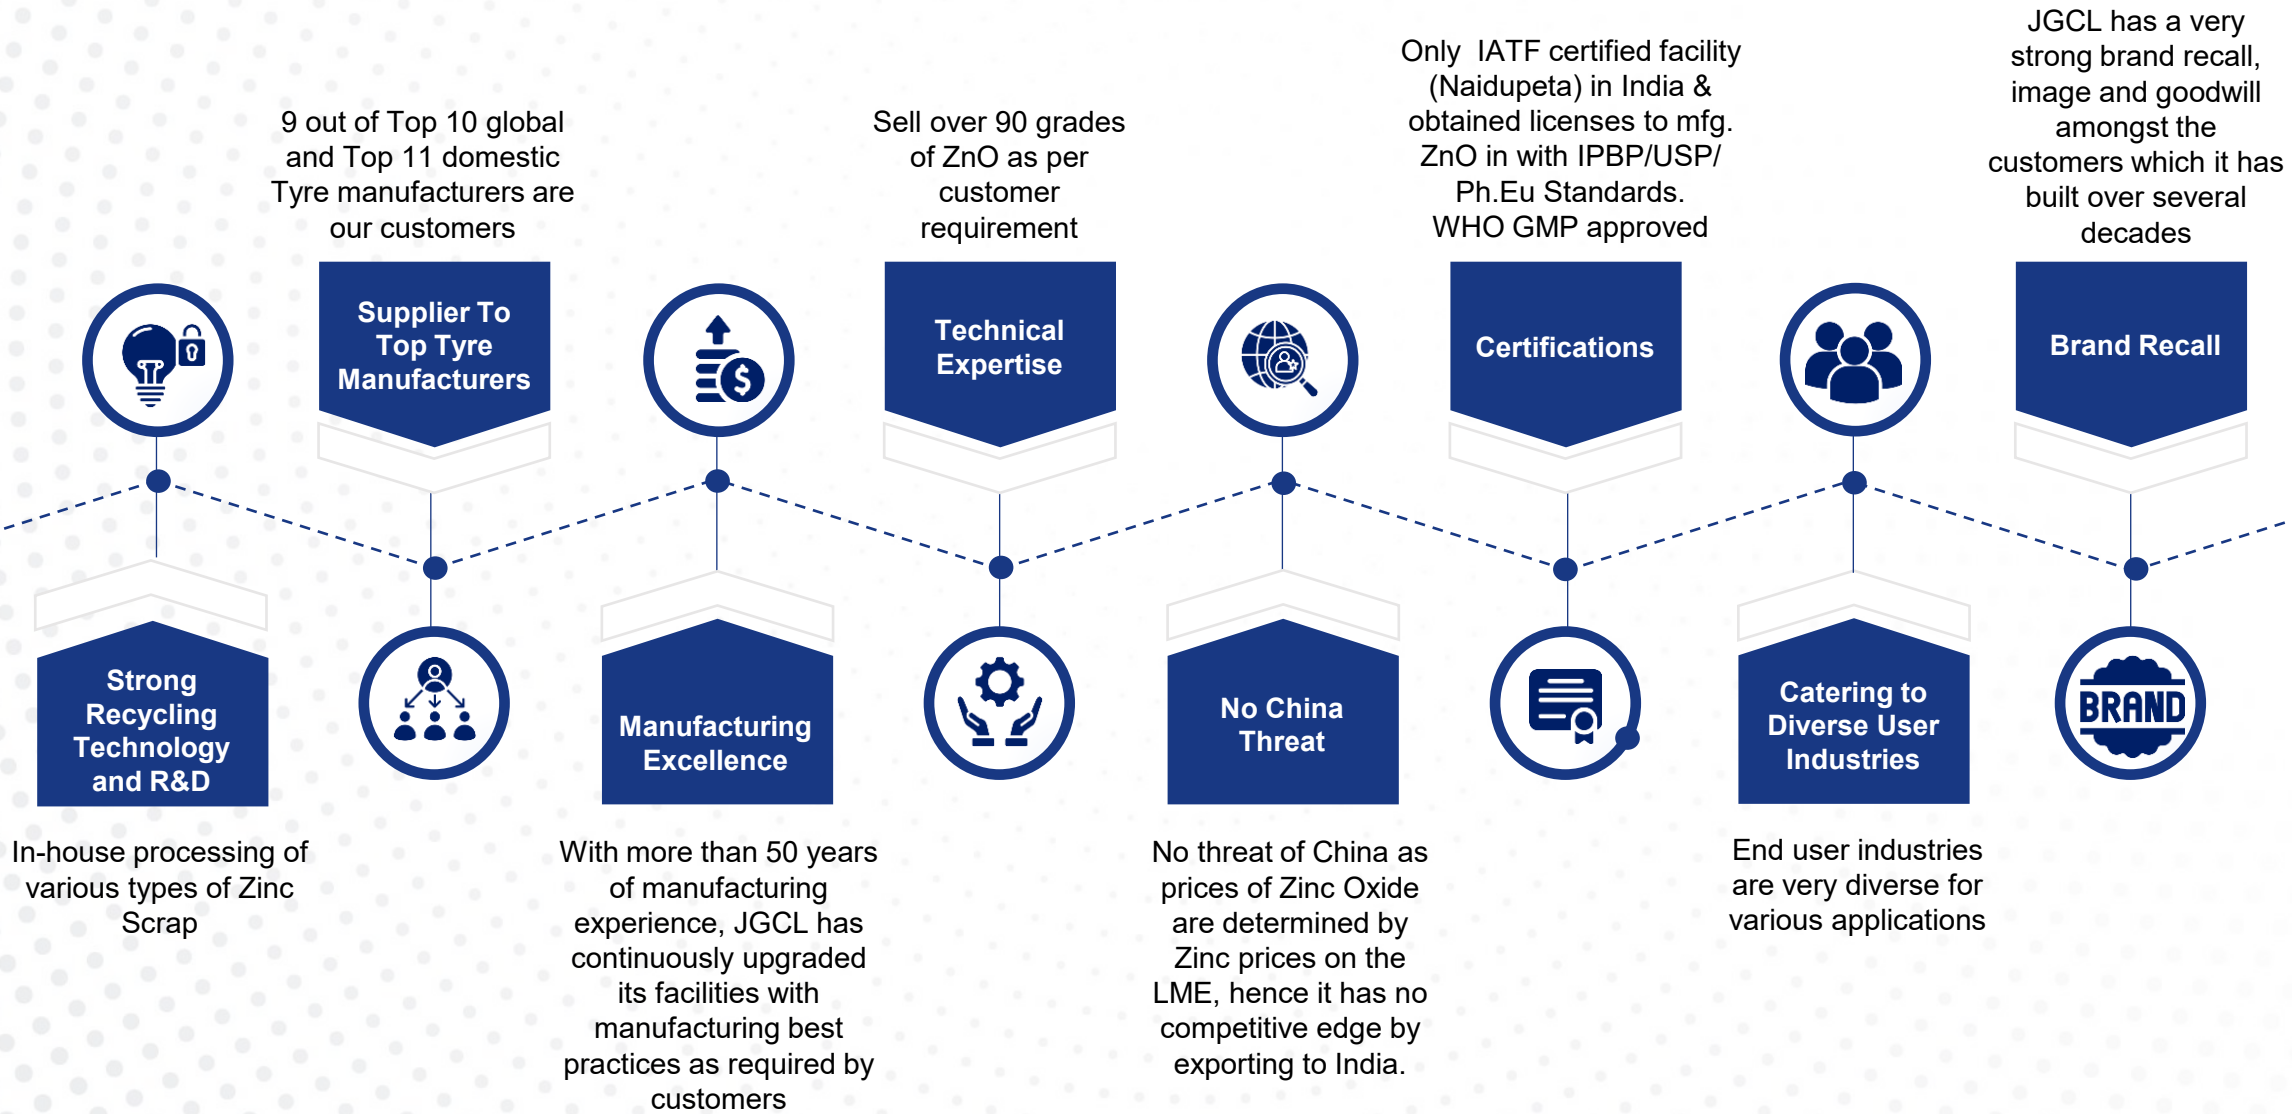 In-house processing of
various types of Zinc
Scrap
Strong
Recycling
Technology
and R&D
9 out of Top 10 global
and Top 11 domestic
Tyre manufacturers are
our customers
Supplier To
Top Tyre
Manufacturers
Manufacturing
Excellence
With more than 50 years
of manufacturing
experience, JGCL has
continuously upgraded
its facilities with
manufacturing best
practices as required by
customers
Sell over 90 grades
of ZnO as per
customer
requirement
Technical
Expertise
No China
Threat
No threat of China as
prices of Zinc Oxide
are determined by
Zinc prices on the
LME, hence it has no
competitive edge by
exporting to India.
Only IATF certified facility
(Naidupeta) in India &
obtained licenses to mfg.
ZnO in with IPBP/USP/
Ph.Eu Standards.
WHO GMP approved
Certifications
Catering to
Diverse User
Industries
End user industries
are very diverse for
various applications
JGCL has a very
strong brand recall,
image and goodwill
amongst the
customers which it has
built over several
decades
Brand Recall
BRAND
$